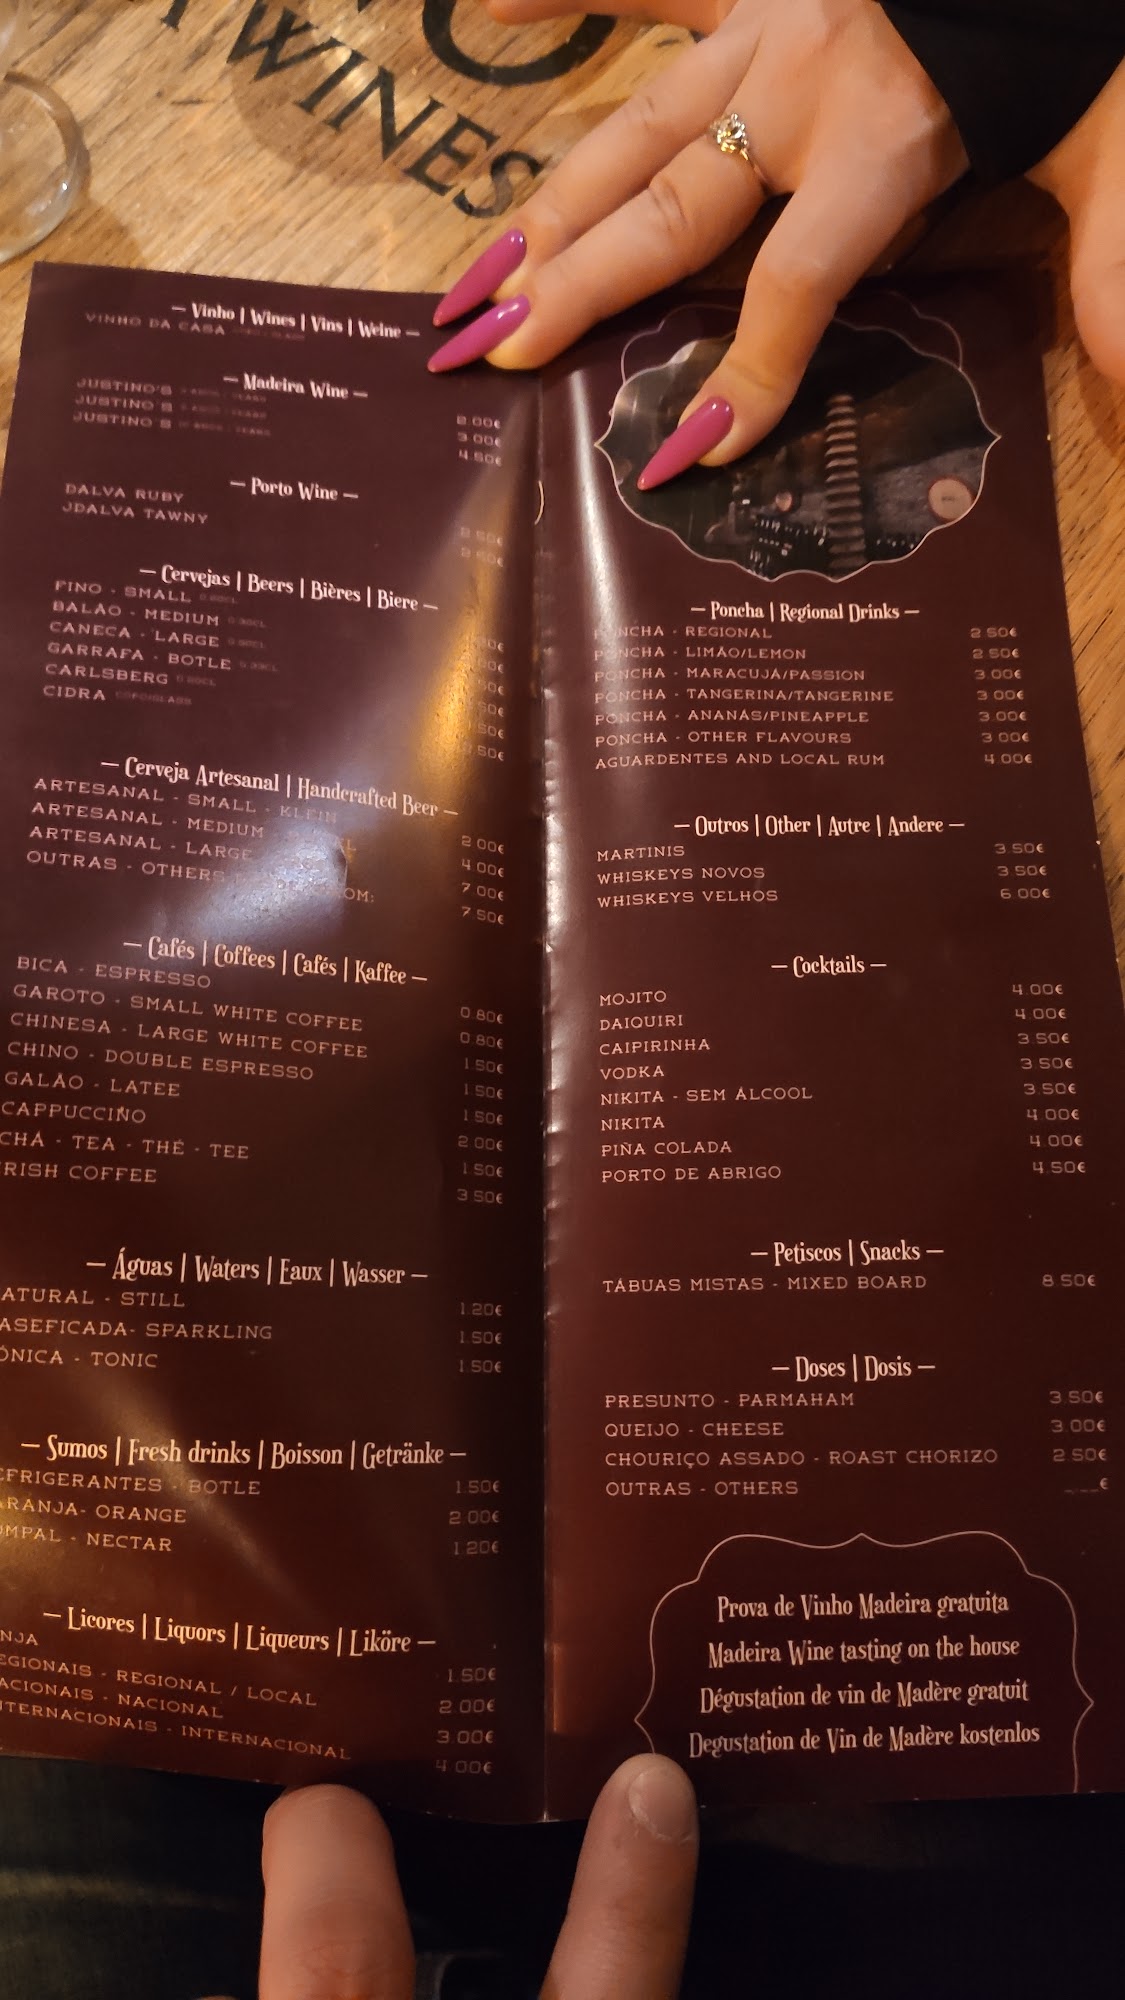 WINES
— Vinho | Wines | Vins | Weine —
VINHO DA CASA
— Madeira Wine —
JUSTINO'S 2.00€
JUSTINO S 3 00€
JUSTINO S 4.50€
— Porto Wine —
DALVA RUBY
JDALVA TAWNY
— Cervejas | Beers | Bières | Biere —
FINO - SMALL
BALÃO - MEDIUM
CANECA - LARGE
GARRAFA - BOTLE
CARLSBERG
CIDRA
— Cerveja Artesanal | Handcrafted Beer —
ARTESANAL - SMALL - KLEIN 2 00€
ARTESANAL - MEDIUM 4 00€
ARTESANAL - LARGE 7.00€
OUTRAS - OTHERS 7.50€
— Cafés | Coffees | Cafés | Kaffee —
BICA - ESPRESSO 0.80€
GAROTO - SMALL WHITE COFFEE 0.80€
CHINESA - LARGE WHITE COFFEE 1.50€
CHINO - DOUBLE ESPRESSO 1.50€
GALÃO - LATEE 1 50€
CAPPUCCINO 2 00€
CHÁ - TEA - THÉ - TEE 1.50€
RISH COFFEE 3.50€
— Águas | Waters | Eaux | Wasser —
ATURAL - STILL 1.20€
ASEFICADA- SPARKLING 1.50€
ÓNICA - TONIC 1.50€
— Sumos | Fresh drinks | Boisson | Getränke —
EFRIGERANTES - BOTLE 1.50€
ARANJA- ORANGE 2 00€
OMPAL - NECTAR 1 20€
— Licores | Liquors | Liqueurs | Liköre —
NJA 1.50€
EGIONAIS - REGIONAL / LOCAL 2.00€
ACIONAIS - NACIONAL 3.00€
NTERNACIONAIS - INTERNACIONAL 4 00€
— Poncha | Regional Drinks —
PONCHA - REGIONAL 2 50€
PONCHA - LIMÃO/LEMON 2 50€
PONCHA - MARACUJÁ/PASSION 3.00€
PONCHA - TANGERINA/TANGERINE 3 00€
PONCHA - ANANÁS/PINEAPPLE 3 00€
PONCHA - OTHER FLAVOURS 3 00€
AGUARDENTES AND LOCAL RUM 4 00€
— Outros | Other | Autre | Andere —
MARTINIS 3.50€
WHISKEYS NOVOS 3.50€
WHISKEYS VELHOS 6.00€
— Cocktails —
MOJITO 4.00€
DAIQUIRI 4.00€
CAIPIRINHA 3 50€
VODKA 3.50€
NIKITA - SEM ÁLCOOL 3.50€
NIKITA 4.00€
PIÑA COLADA 4 00€
PORTO DE ABRIGO 4.50€
— Petiscos | Snacks —
TÁBUAS MISTAS - MIXED BOARD 8.50€
— Doses | Dosis —
PRESUNTO - PARMAHAM 3 50€
QUEIJO - CHEESE 3 00€
CHOURIÇO ASSADO - ROAST CHORIZO 2 50€
OUTRAS - OTHERS _.__€
Prova de Vinho Madeira gratuita
Madeira Wine tasting on the house
Dégustation de vin de Madère gratuit
Degustation de Vin de Madère kostenlos